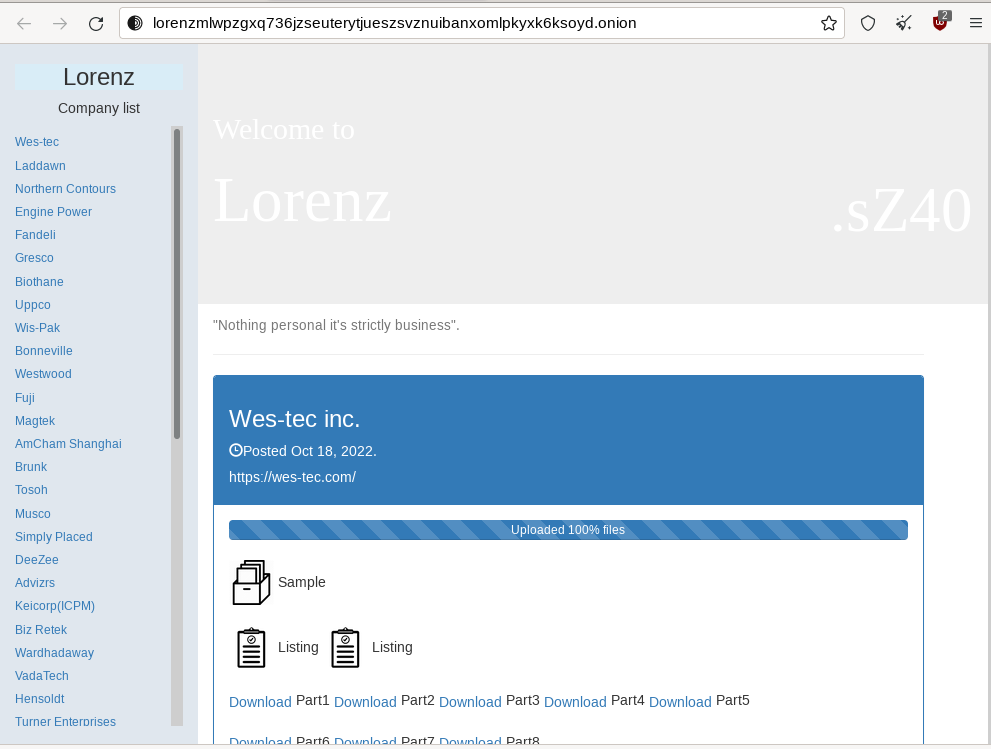 lorenzmlwpzgxq736jzseuterytjueszsvznuibanxomlpkyxk6ksoyd.onion
2
Lorenz
Company list
Wes-tec
Laddawn
Northern Contours
Engine Power
Fandeli
Gresco
Biothane
Uppco
Wis-Pak
Bonneville
Westwood
Fuji
Magtek
AmCham Shanghai
Brunk
Tosoh
Musco
Simply Placed
DeeZee
Advizrs
Keicorp(ICPM)
Biz Retek
Wardhadaway
VadaTech
Hensoldt
Turner Enterprises
Welcome to
Lorenz
.sZ40
"Nothing personal it's strictly business".
Wes-tec inc.
Posted Oct 18, 2022.
https://wes-tec.com/
Uploaded 100% files
Sample
Listing Listing
Download Part1 Download Part2 Download Part3 Download Part4 Download Part5
Download Part6 Download Part7 Download Part8